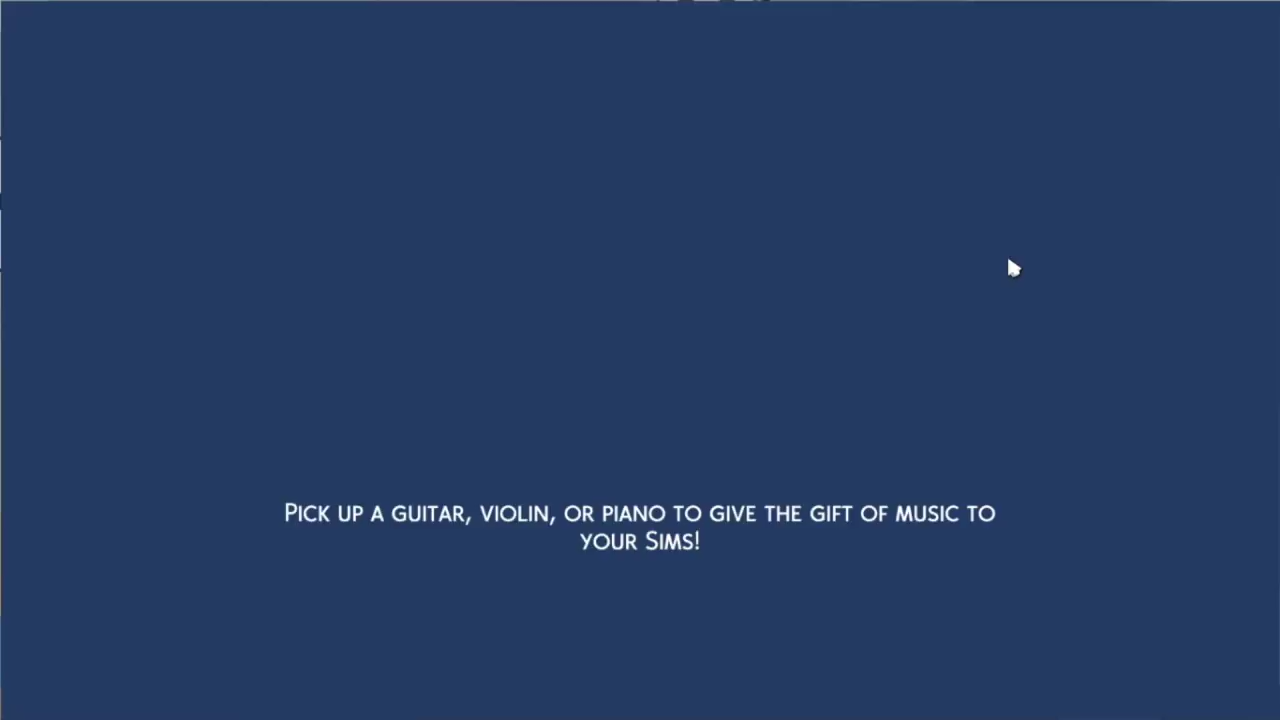 Pick up a guitar, violin, or piano to give the gift of music to
your Sims!